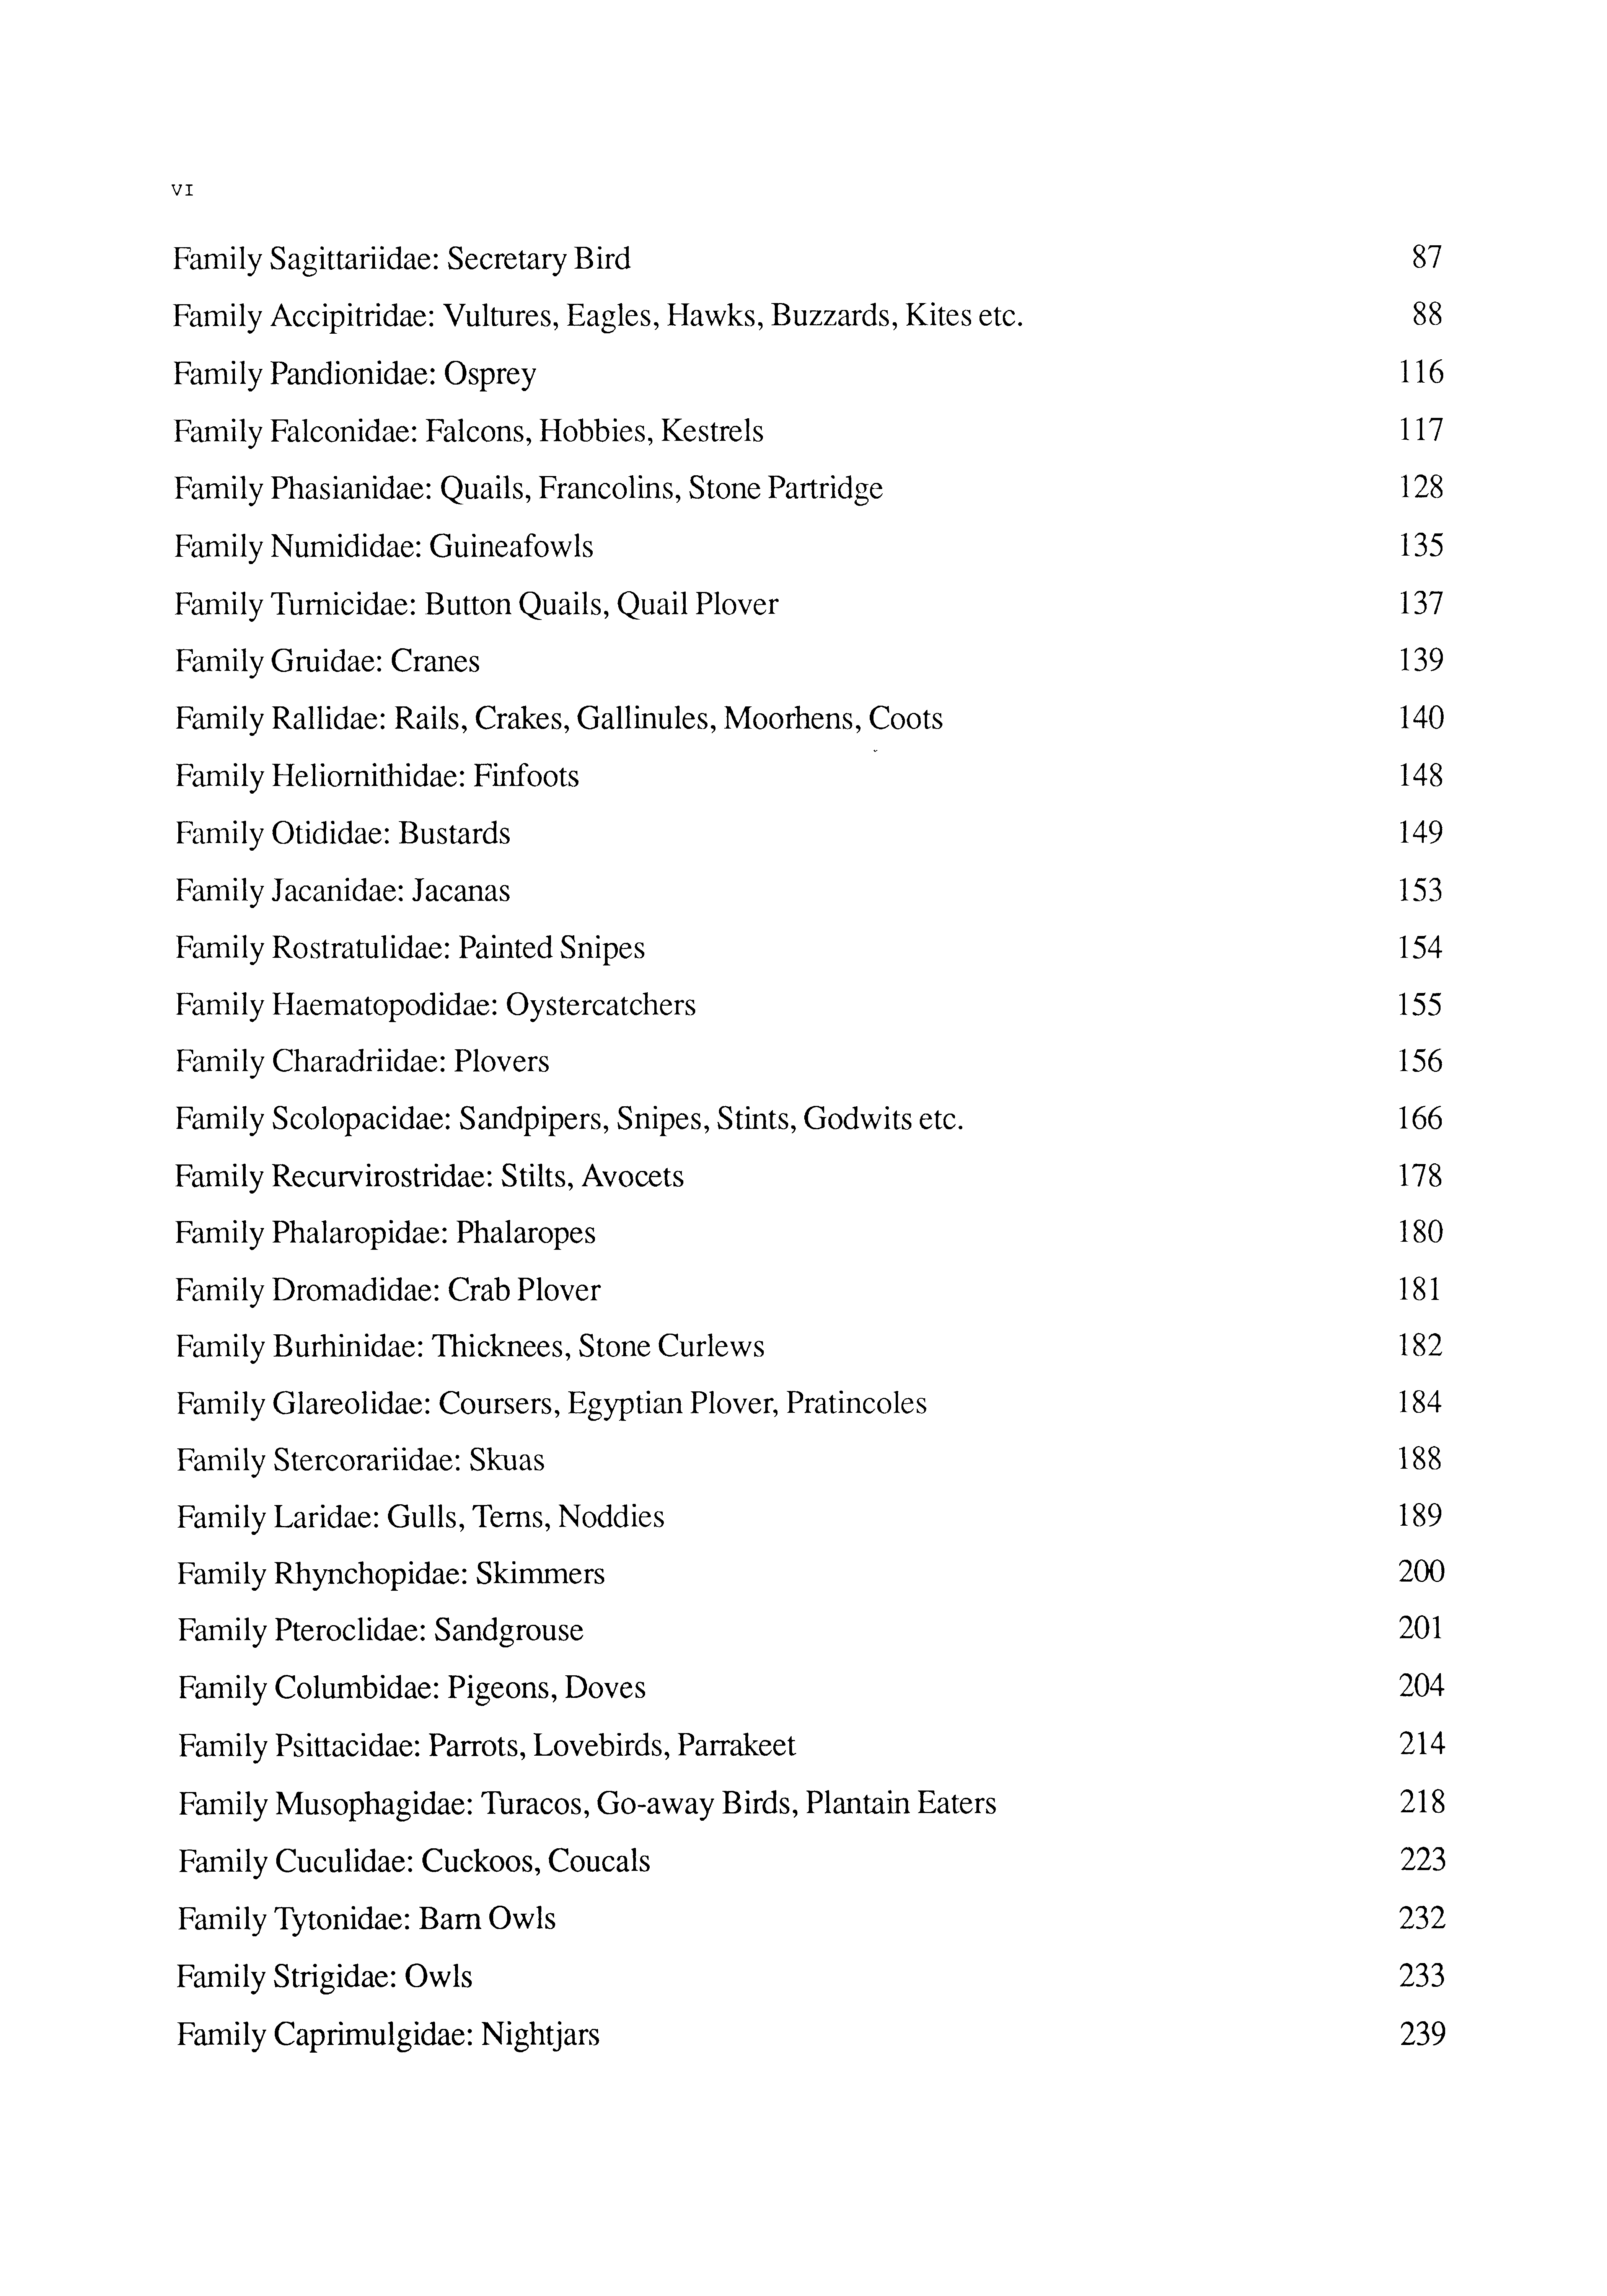 VI
Family Sagittariidae: Secretary Bird 87
Family Accipitridae: Vultures, Eagles, Hawks, Buzzards, Kites etc. 88
Family Pandionidae: Osprey 116
Family Falconidae: Falcons, Hobbies, Kestrels 117
Family Phasianidae: Quails, Francolins, Stone Partridge 128
Family Numididae: Guineafowls 135
Family Turnicidae: Button Quails, Quail Plover 137
Family Gruidae: Cranes 139
Family Rallidae: Rails, Crakes, Gallinules, Moorhens, Coots 140
Family Heliornithidae: Finfoots 148
Family Otididae: Bustards 149
Family Jacanidae: Jacanas 153
Family Rostratulidae: Painted Snipes 154
Family Haematopodidae: Oystercatchers 155
Family Charadriidae: Plovers 156
Family Scolopacidae: Sandpipers, Snipes, Stints, Godwits etc. 166
Family Recurvirostridae: Stilts, Avocets 178
Family Phalaropidae: Phalaropes 180
Family Dromadidae: Crab Plover 181
Family Burhinidae: Thicknees, Stone Curlews 182
Family Glareolidae: Coursers, Egyptian Plover, Pratincoles 184
Family Stercorariidae: Skuas 188
Family Laridae: Gulls, Terns, Noddies 189
Family Rhynchopidae: Skimmers 200
Family Pteroclidae: Sandgrouse 201
Family Columbidae: Pigeons, Doves 204
Family Psittacidae: Parrots, Lovebirds, Parrakeet 214
Family Musophagidae: Turacos, Go-away Birds, Plantain Eaters 218
Family Cuculidae: Cuckoos, Coucals 223
Family Tytonidae: Barn Owls 232
Family Strigidae: Owls 233
Family Caprimulgidae: Nightjars 239